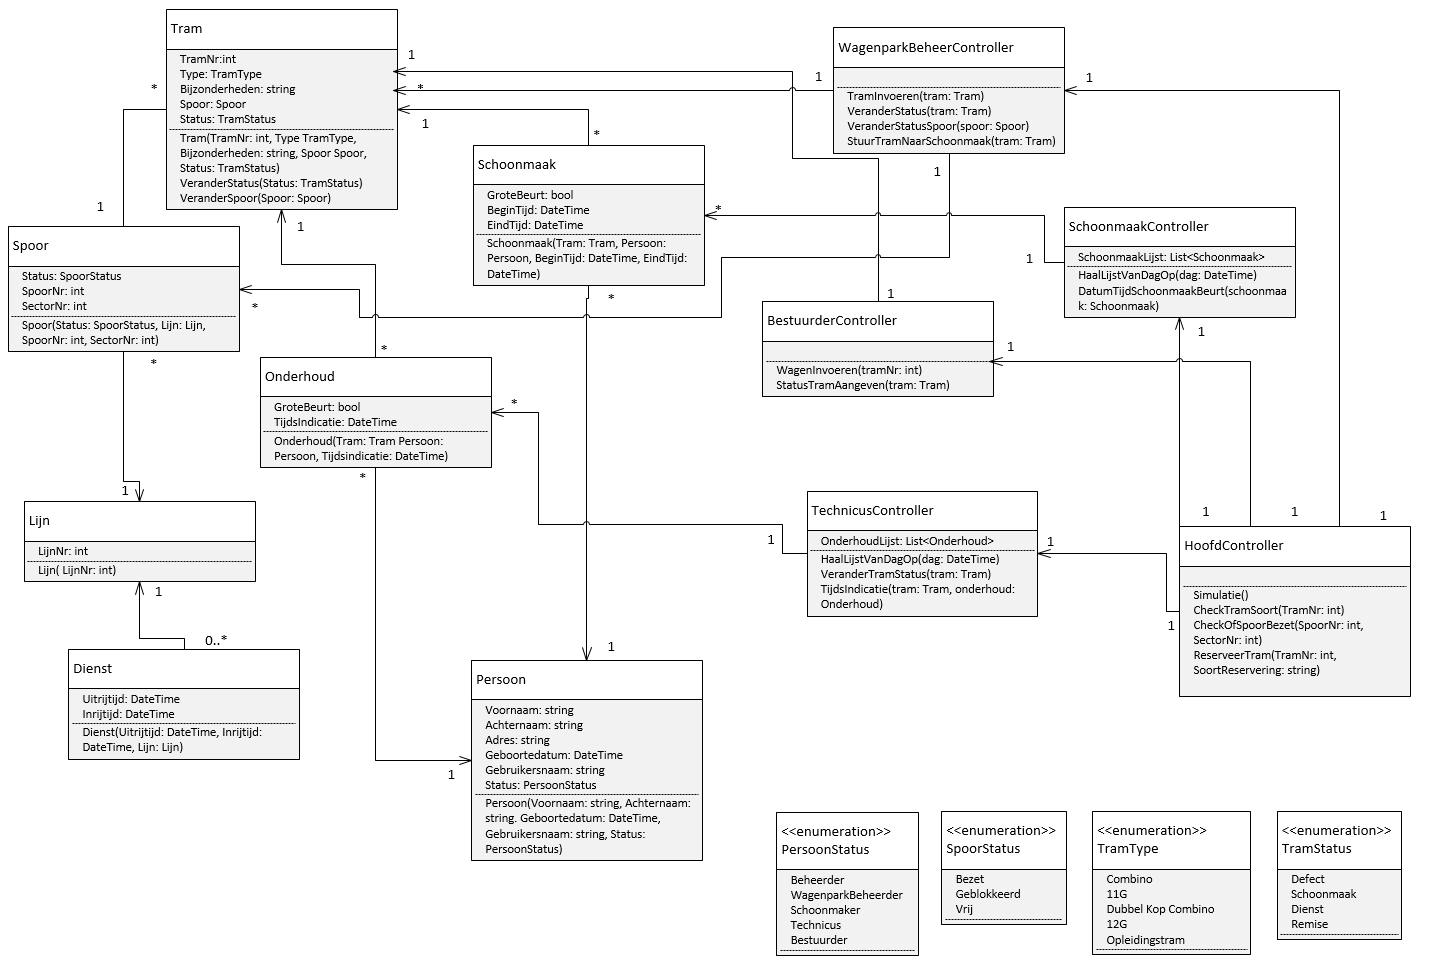 Tram
TramNr:int
Type: TramType
Bijzonderheden: string
Spoor: Spoor
Status: TramStatus
Tram(TramNr: int, Type TramType,
Bijzonderheden: string, Spoor Spoor,
Status: TramStatus)
VeranderStatus(Status: TramStatus)
VeranderSpoor(Spoor: Spoor)
1
*
1
*
1
1
WagenparkBeheerController
TramInvoeren(tram: Tram)
VeranderStatus(tram: Tram)
VeranderStatusSpoor(spoor: Spoor)
StuurTramNaarSchoonmaak(tram: Tram)
1
1
1
Schoonmaak
GroteBeurt: bool
BeginTijd: DateTime
EindTijd: DateTime
Schoonmaak(Tram: Tram, Persoon:
Persoon, BeginTijd: DateTime, EindTijd:
DateTime)
*
*
*
SchoonmaakController
SchoonmaakLijst: List<Schoonmaak>
HaalLijstVanDagOp(dag: DateTime)
DatumTijdSchoonmaakBeurt(schoonmaa
k: Schoonmaak)
1
1
Spoor
Status: SpoorStatus
SpoorNr: int
SectorNr: int
Spoor(Status: SpoorStatus, Lijn: Lijn,
SpoorNr: int, SectorNr: int)
1
*
*
BestuurderController
WagenInvoeren(tramNr: int)
StatusTramAangeven(tram: Tram)
1
1
Onderhoud
GroteBeurt: bool
TijdsIndicatie: DateTime
Onderhoud(Tram: Tram Persoon:
Persoon, Tijdsindicatie: DateTime)
*
*
*
Lijn
LijnNr: int
Lijn( LijnNr: int)
1
1
TechnicusController
OnderhoudLijst: List<Onderhoud>
HaalLijstVanDagOp(dag: DateTime)
VeranderTramStatus(tram: Tram)
TijdsIndicatie(tram: Tram, onderhoud:
Onderhoud)
1
1
HoofdController
Simulatie()
CheckTramSoort(TramNr: int)
CheckOfSpoorBezet(SpoorNr: int,
SectorNr: int)
ReserveerTram(TramNr: int,
SoortReservering: string)
1
1
1
1
Dienst
Uitrijtijd: DateTime
Inrijtijd: DateTime
Dienst(Uitrijtijd: DateTime, Inrijtijd:
DateTime, Lijn: Lijn)
0..*
Persoon
Voornaam: string
Achternaam: string
Adres: string
Geboortedatum: DateTime
Gebruikersnaam: string
Status: PersoonStatus
Persoon(Voornaam: string, Achternaam:
string. Geboortedatum: DateTime,
Gebruikersnaam: string, Status:
PersoonStatus)
1
1
<<enumeration>>
PersoonStatus
Beheerder
WagenparkBeheerder
Schoonmaker
Technicus
Bestuurder
<<enumeration>>
SpoorStatus
Bezet
Geblokkeerd
Vrij
<<enumeration>>
TramType
Combino
11G
Dubbel Kop Combino
12G
Opleidingstram
<<enumeration>>
TramStatus
Defect
Schoonmaak
Dienst
Remise